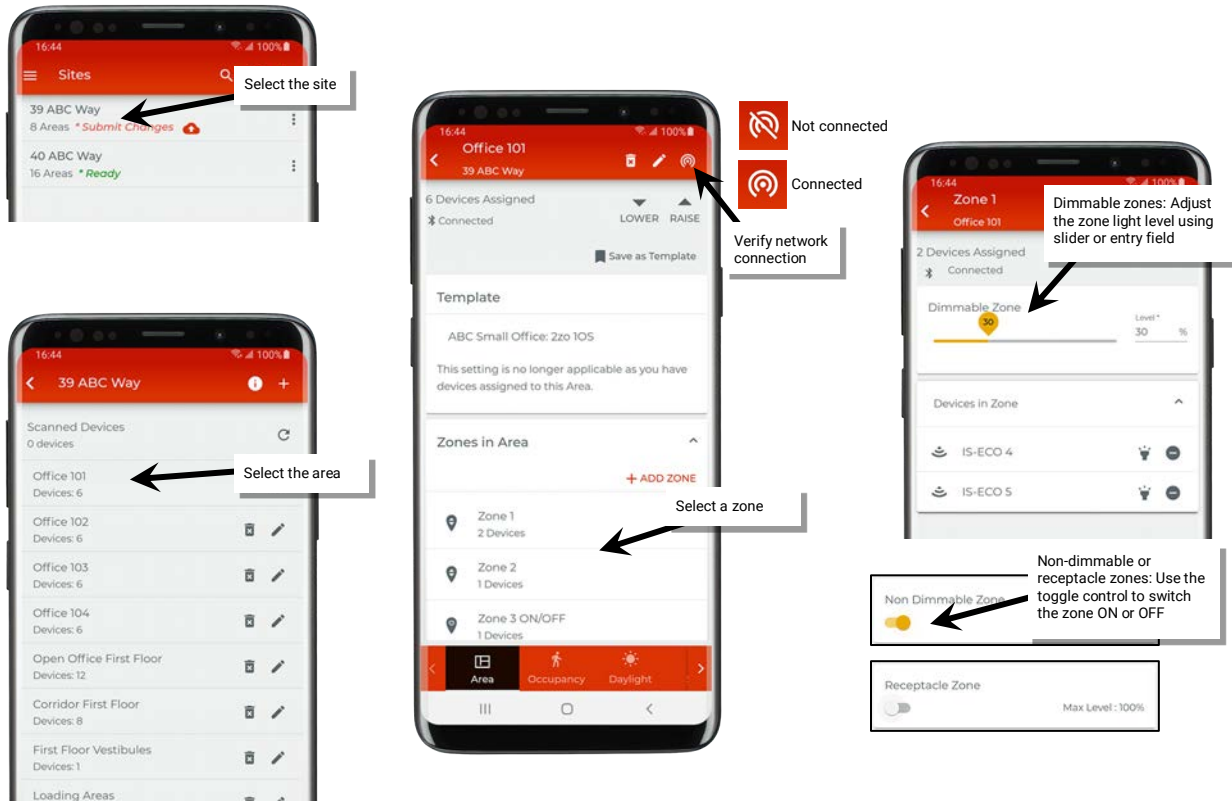 16:44
100%
Sites
Select the site
39 ABC Way
8 Areas * Submit Changes
40 ABC Way
16 Areas * Ready
16:44
100%
39 ABC Way
Scanned Devices
0 devices
Office 101
Devices: 6
Select the area
Office 102
Devices: 6
Office 103
Devices: 6
Office 104
Devices: 6
Open Office First Floor
Devices: 12
Corridor First Floor
Devices: 8
First Floor Vestibules
Devices: 1
Loading Areas
16:44
100%
Office 101
39 ABC Way
6 Devices Assigned
Connected
LOWER RAISE
Save as Template
Template
ABC Small Office: 2zo 1OS
This setting is no longer applicable as you have
devices assigned to this Area.
Zones in Area
+ ADD ZONE
Select a zone
Zone 1
2 Devices
Zone 2
1 Devices
Zone 3 ON/OFF
1 Devices
Area
Occupancy
Daylight
Not connected
Connected
Verify network
connection
16:44
100%
Zone 1
Office 101
Dimmable zones: Adjust
the zone light level using
slider or entry field
2 Devices Assigned
Connected
Dimmable Zone
30
Level *
30 %
Devices in Zone
IS-ECO 4
IS-ECO 5
Non Dimmable Zone
Non-dimmable or
receptacle zones: Use the
toggle control to switch
the zone ON or OFF
Receptacle Zone
Max Level : 100%